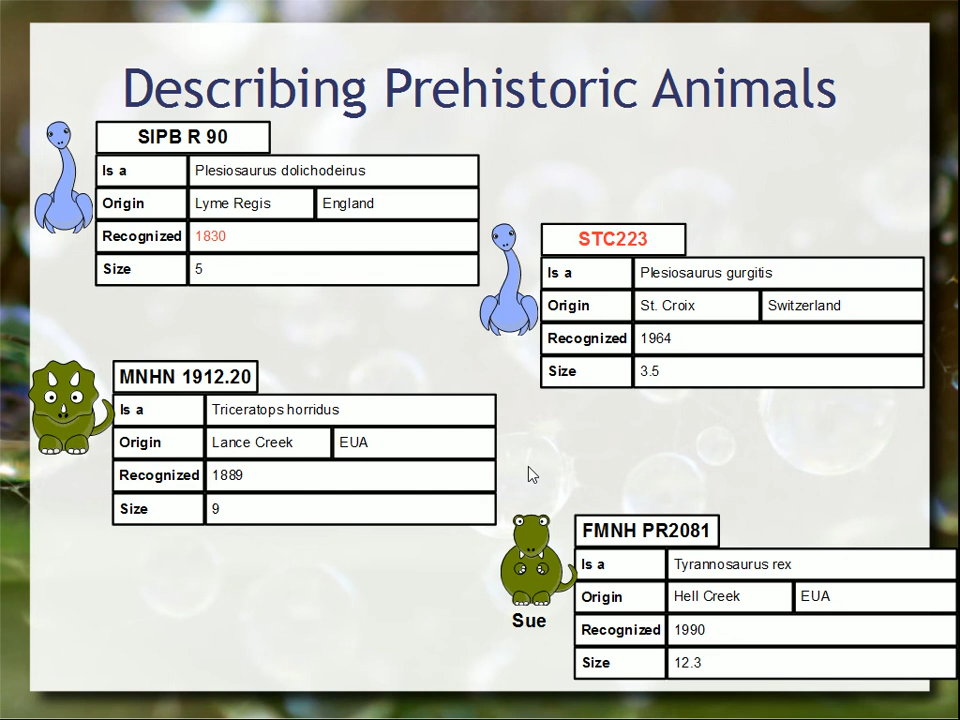 Describing Prehistoric Animals
SIPB R 90
Is a Plesiosaurus dolichodeirus
Origin Lyme Regis England
Recognized 1830
Size 5
STC223
Is a Plesiosaurus gurgitis
Origin St. Croix Switzerland
Recognized 1964
Size 3.5
MNHN 1912.20
Is a Triceratops horridus
Origin Lance Creek EUA
Recognized 1889
Size 9
FMNH PR2081
Is a Tyrannosaurus rex
Origin Hell Creek EUA
Recognized 1990
Size 12.3
Sue